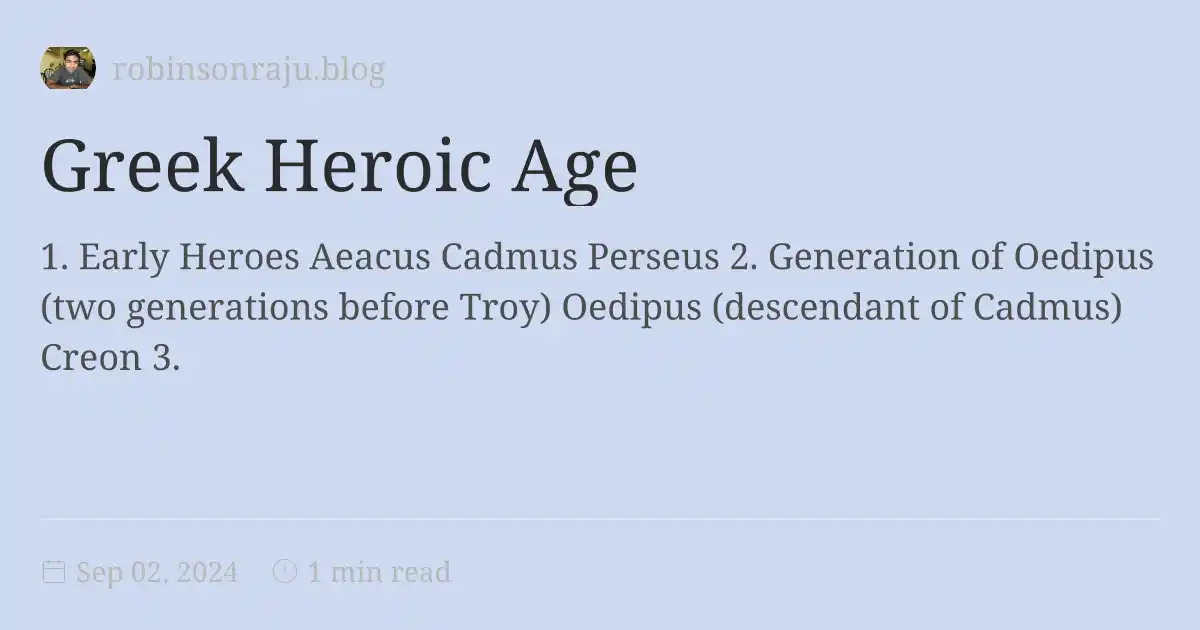 robinsonraju.blog
Greek Heroic Age
1. Early Heroes Aeacus Cadmus Perseus 2. Generation of Oedipus
(two generations before Troy) Oedipus (descendant of Cadmus)
Creon 3.
Sep 02, 2024 1 min read